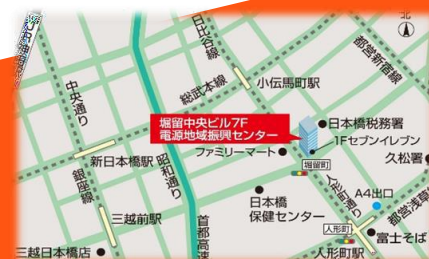 北
日比谷線
都営新宿線
中央通り
総武本線
小伝馬町駅
堀留中央ビル7F
電源地域振興センター
日本橋税務署
1Fセブンイレブン
ファミリーマート
久松署
新日本橋駅
昭和通り
堀留町
人形町通り
銀座線
A4出口
都営浅草
日本橋
保健センター
三越前駅
首都高速
富士そば
人形町
三越日本橋店
人形町駅